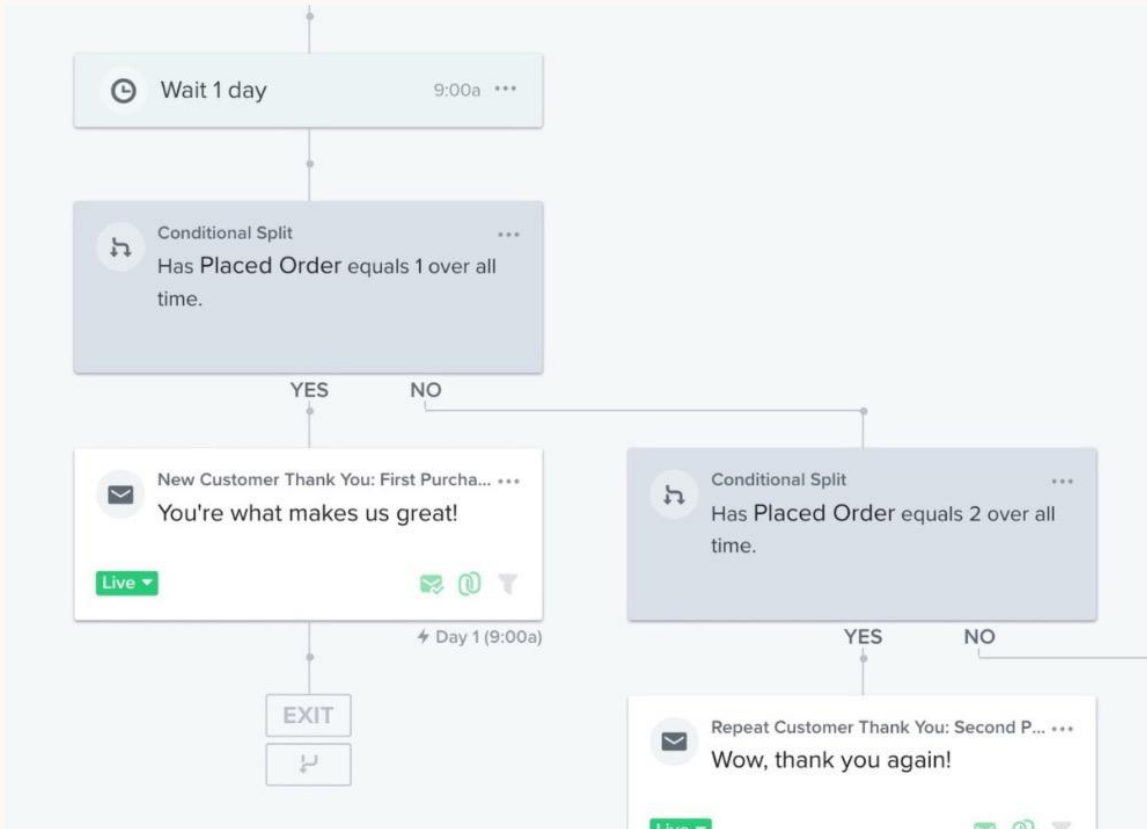 Wait 1 day
9:00a
Conditional Split
Has Placed Order equals 1 over all
time.
YES
NO
New Customer Thank You: First Purcha...
You're what makes us great!
Live
Day 1 (9:00a)
EXIT
Conditional Split
Has Placed Order equals 2 over all
time.
YES
NO
Repeat Customer Thank You: Second P...
Wow, thank you again!
Live